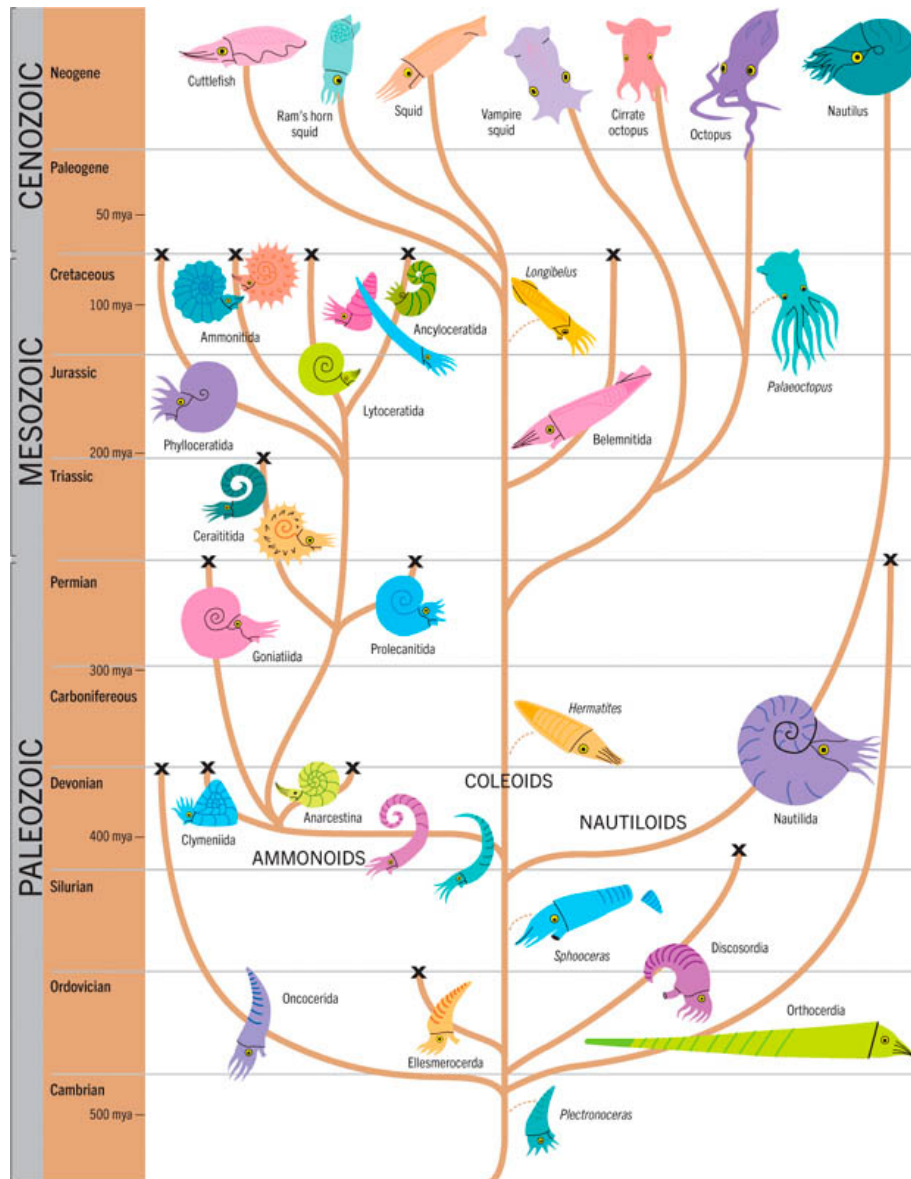 CENOZOIC
Neogene
Cuttlefish
Ram's horn
squid
Squid
Vampire
squid
Cirrate
octopus
Octopus
Nautilus
Paleogene
50 mya
MESOZOIC
x x x x x
Cretaceous
100 mya
Ammonitida
Ancyloceratida
Longibelus
Jurassic
Phylloceratida
Lytoceratida
Belemnitida
Palaeoctopus
200 mya
x
Triassic
Ceraititida
PALEOZOIC
x x x
Permian
Goniatiida
Prolecanitida
300 mya
Carbonifereous
Hermatites
x x x
Devonian
COLEOIDS
Clymeniida
Anarcestina
NAUTILOIDS
Nautilida
400 mya
AMMONOIDS
x
Silurian
Sphooceras
Discosordia
x
Ordovician
Oncocerida
Ellesmerocerda
Orthocerdia
Cambrian
500 mya
Plectronoceras